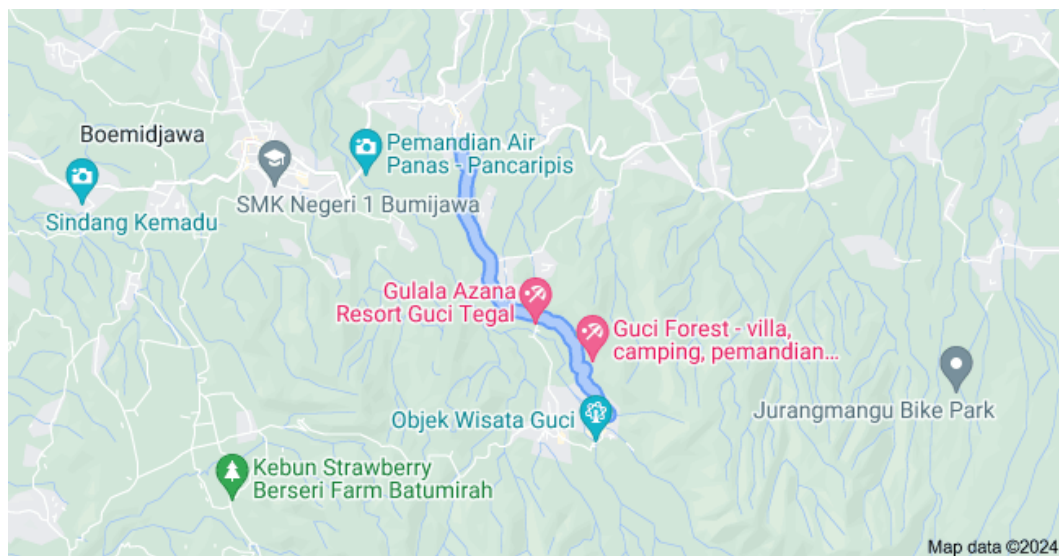 Boemidjawa
Pemandian Air
Panas - Pancaripis
SMK Negeri 1 Bumijawa
Sindang Kemadu
Gulala Azana
Resort Guci Tegal
Guci Forest - villa,
camping, pemandian...
Jurangmangu Bike Park
Objek Wisata Guci
Kebun Strawberry
Berseri Farm Batumirah
Map data ©2024